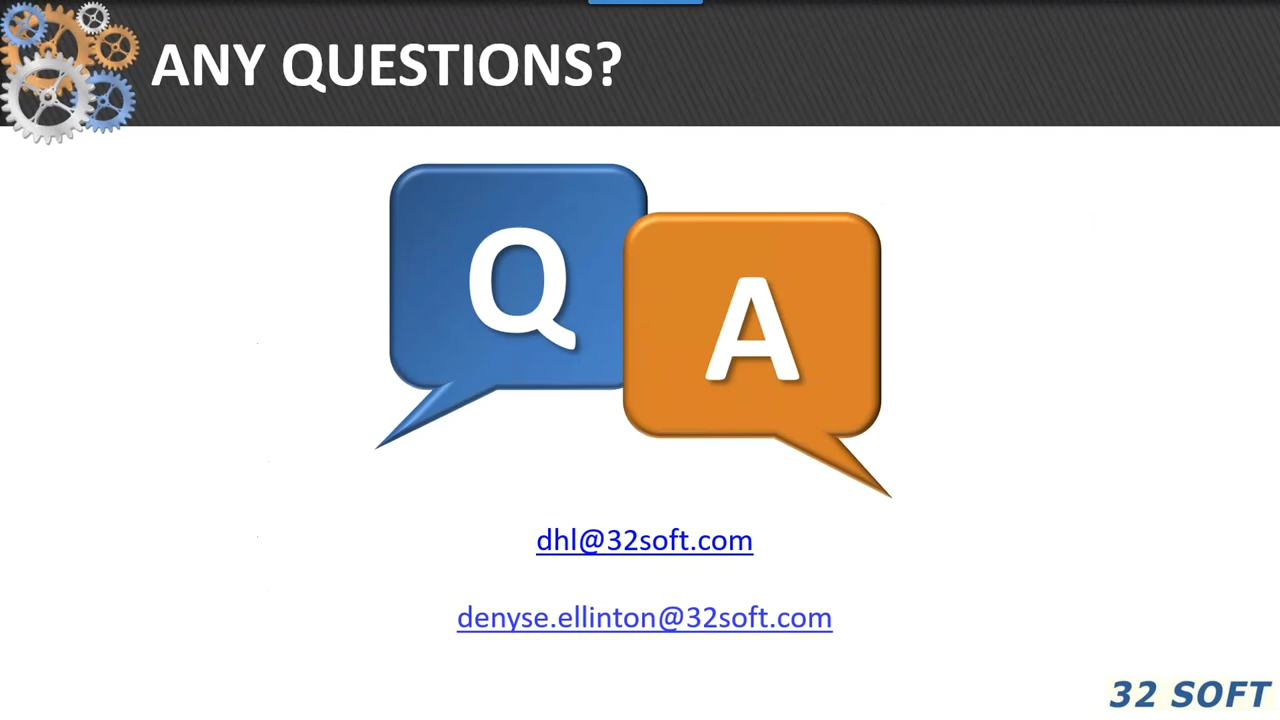 ANY QUESTIONS?
Q
A
dhl@32soft.com
denyse.ellinton@32soft.com
32 SOFT